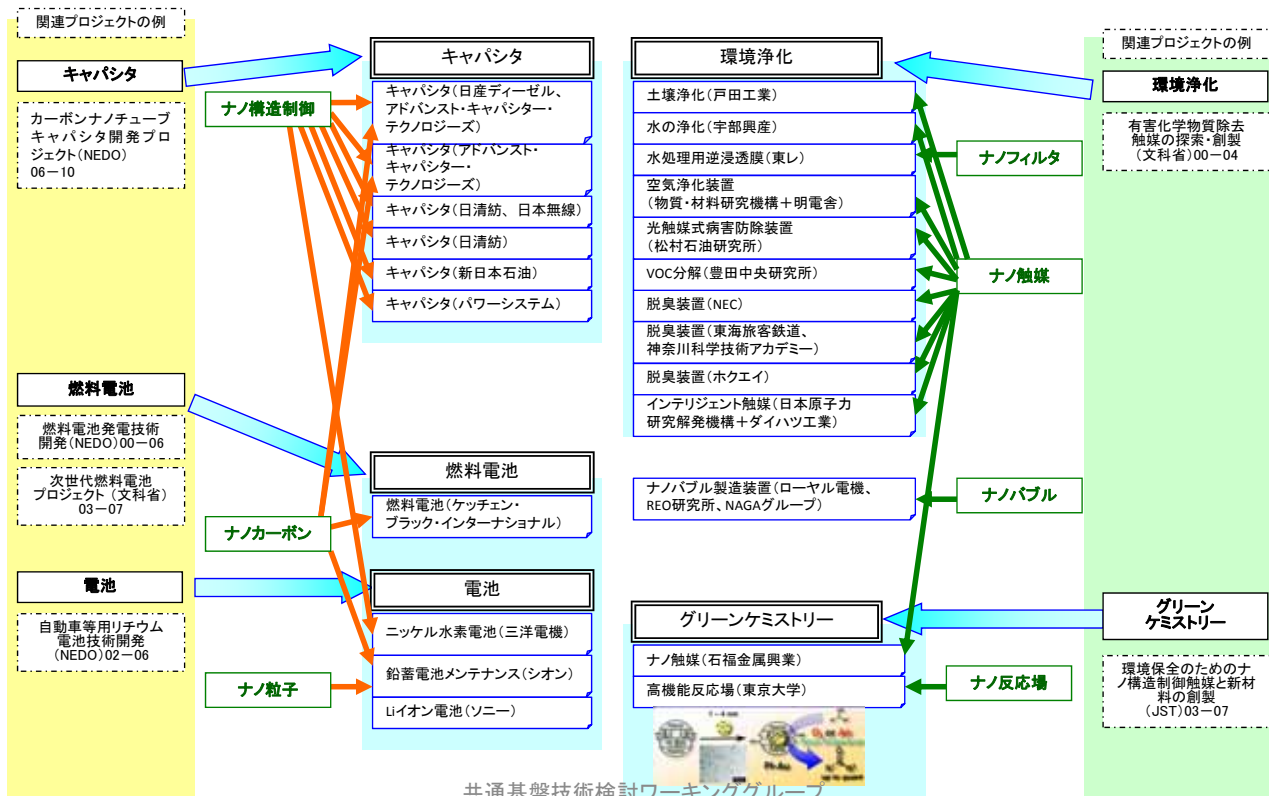 関連プロジェクトの例
キャパシタ
カーボンナノチューブ
キャパシタ開発プロ
ジェクト(NEDO)
06－10
燃料電池
燃料電池発電技術
開発(NEDO)00－06
次世代燃料電池
プロジェクト（文科省）
03－07
電池
自動車等用リチウム
電池技術開発
(NEDO)02－06
ナノ構造制御
ナノカーボン
ナノ粒子
キャパシタ
キャパシタ(日産ディーゼル、
アドバンスト・キャパシター・
テクノロジーズ)
キャパシタ(アドバンスト・
キャパシター・
テクノロジーズ)
キャパシタ(日清紡、日本無線)
キャパシタ(日清紡)
キャパシタ(新日本石油)
キャパシタ(パワーシステム)
燃料電池
燃料電池(ケッチェン・
ブラック・インターナショナル)
電池
ニッケル水素電池(三洋電機)
鉛蓄電池メンテナンス(シオン)
Liイオン電池(ソニー)
環境浄化
土壌浄化(戸田工業)
水の浄化(宇部興産)
水処理用逆浸透膜(東レ)
空気浄化装置
(物質・材料研究機構＋明電舎)
光触媒式病害防除装置
(松村石油研究所)
VOC分解(豊田中央研究所)
脱臭装置(NEC)
脱臭装置(東海旅客鉄道、
神奈川科学技術アカデミー)
脱臭装置(ホクエイ)
インテリジェント触媒(日本原子力
研究解発機構＋ダイハツ工業)
ナノバブル製造装置(ローヤル電機、
REO研究所、NAGAグループ)
グリーンケミストリー
ナノ触媒(石福金属興業)
高機能反応場(東京大学)
ナノフィルタ
ナノ触媒
ナノバブル
ナノ反応場
関連プロジェクトの例
環境浄化
有害化学物質除去
触媒の探索・創製
(文科省)00－04
グリーン
ケミストリー
環境保全のためのナ
ノ構造制御触媒と新材
料の創製
(JST)03－07
共通基盤技術検討ワーキンググループ